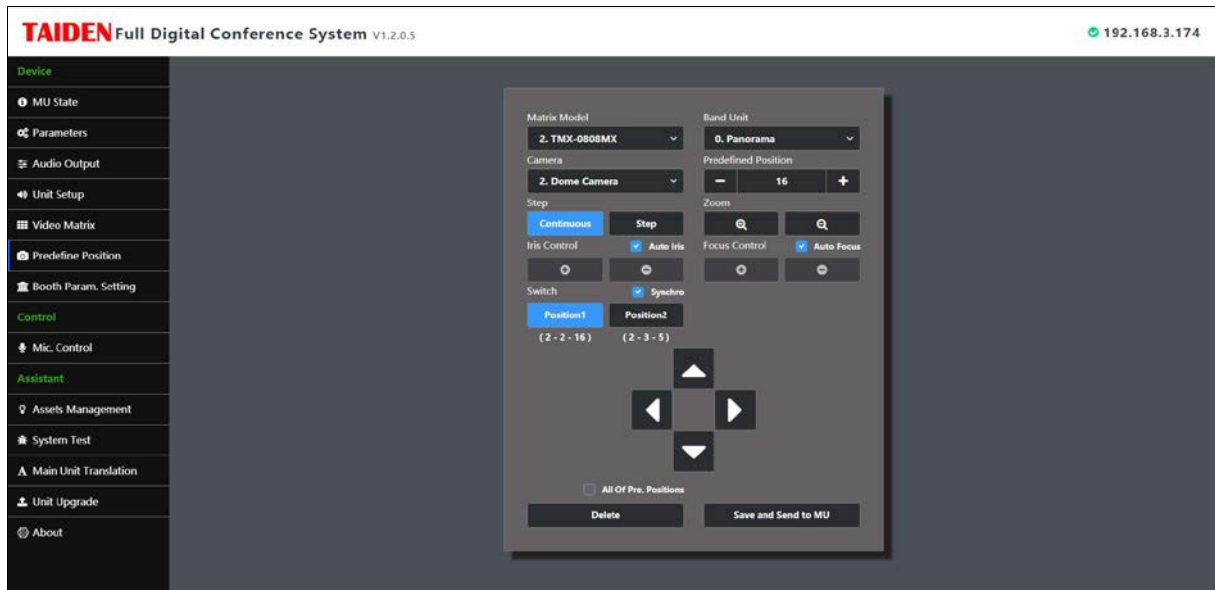 TAIDEN Full Digital Conference System V1.2.0.5
192.168.3.174
Device
MU State
Parameters
Audio Output
Unit Setup
Video Matrix
Predefine Position
Booth Param. Setting
Control
Mic. Control
Assistant
Assets Management
System Test
Main Unit Translation
Unit Upgrade
About
Matrix Model
Band Unit
2. TMX-0808MX
0. Panorama
Camera
Predefined Position
2. Dome Camera
16
Step
Zoom
Continuous
Step
Iris Control
Auto Iris
Focus Control
Auto Focus
Switch
Synchro
Position1
Position2
( 2 - 2 - 16 )
( 2 - 3 - 5 )
All Of Pre. Positions
Delete
Save and Send to MU